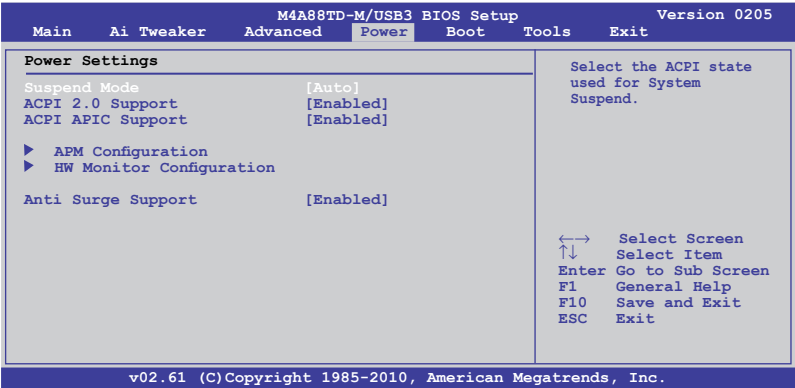 M4A88TD-M/USB3 BIOS Setup Version 0205
Main Ai Tweaker Advanced Power Boot Tools Exit
Power Settings
Suspend Mode [Auto]
ACPI 2.0 Support [Enabled]
ACPI APIC Support [Enabled]
APM Configuration
HW Monitor Configuration
Anti Surge Support [Enabled]
Select the ACPI state
used for System
Suspend.
←→ Select Screen
↑↓ Select Item
Enter Go to Sub Screen
F1 General Help
F10 Save and Exit
ESC Exit
v02.61 (C)Copyright 1985-2010, American Megatrends, Inc.